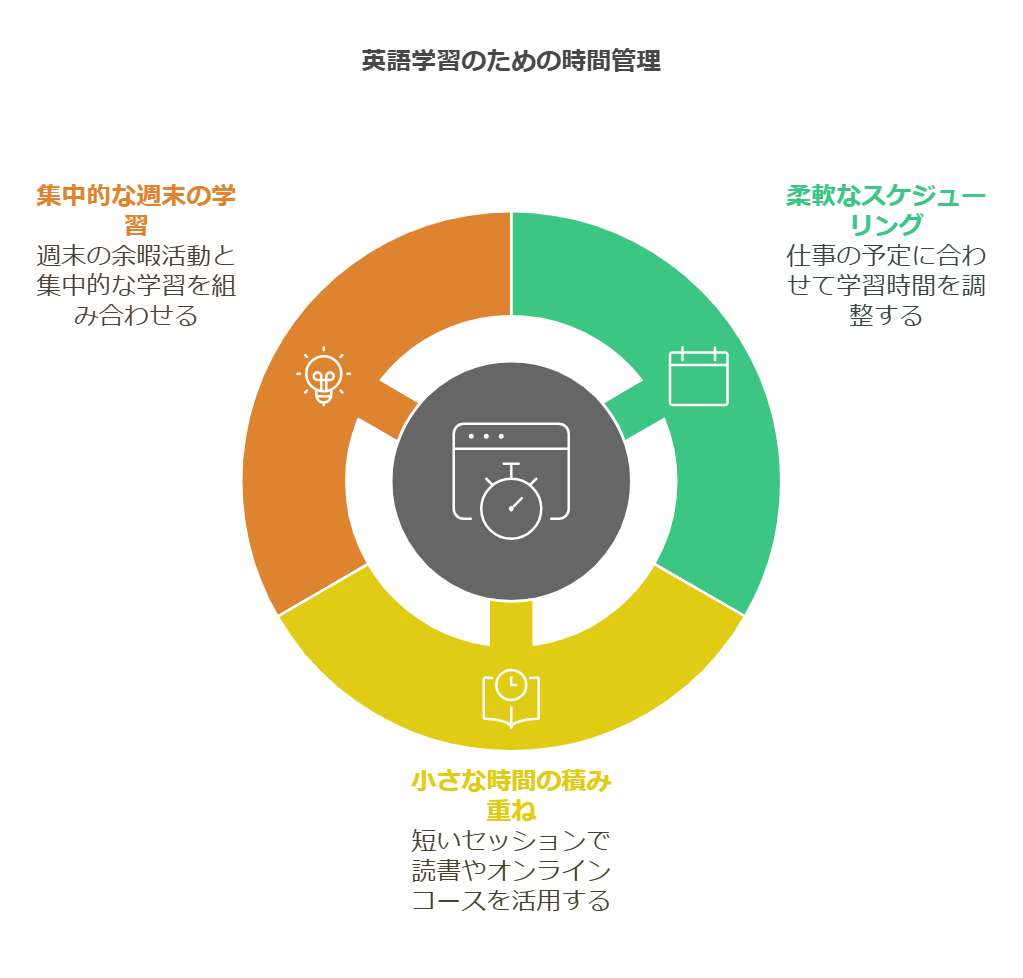 英語学習のための時間管理
集中的な週末の学
習
週末の余暇活動と
集中的な学習を組
み合わせる
柔軟なスケジュー
リング
仕事の予定に合わ
せて学習時間を調
整する
小さな時間の積み
重ね
短いセッションで
読書やオンライン
コースを活用する